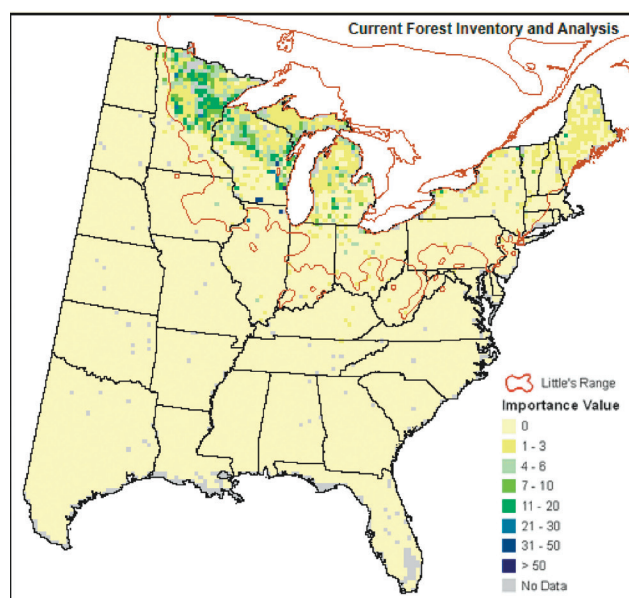 Current Forest Inventory and Analysis
Little's Range
Importance Value
0
1 - 3
4 - 6
7 - 10
11 - 20
21 - 30
31 - 50
> 50
No Data